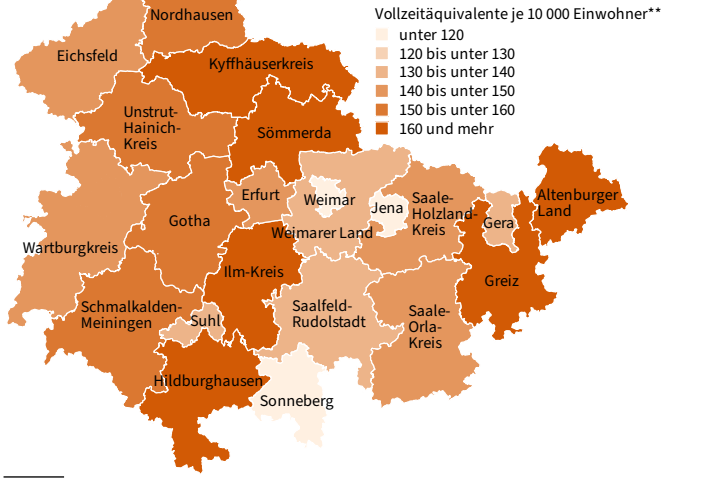 Vollzeitäquivalente je 10 000 Einwohner**
unter 120
120 bis unter 130
130 bis unter 140
140 bis unter 150
150 bis unter 160
160 und mehr
Nordhausen
Eichsfeld
Kyffhäuserkreis
Unstrut-
Hainich-
Kreis
Sömmerda
Erfurt
Weimar
Jena
Saale-
Holzland-
Kreis
Gera
Altenburger
Land
Gotha
Weimarer Land
Wartburgkreis
Ilm-Kreis
Greiz
Schmalkalden-
Meiningen
Suhl
Saalfeld-
Rudolstadt
Saale-
Orla-
Kreis
Hildburghausen
Sonneberg